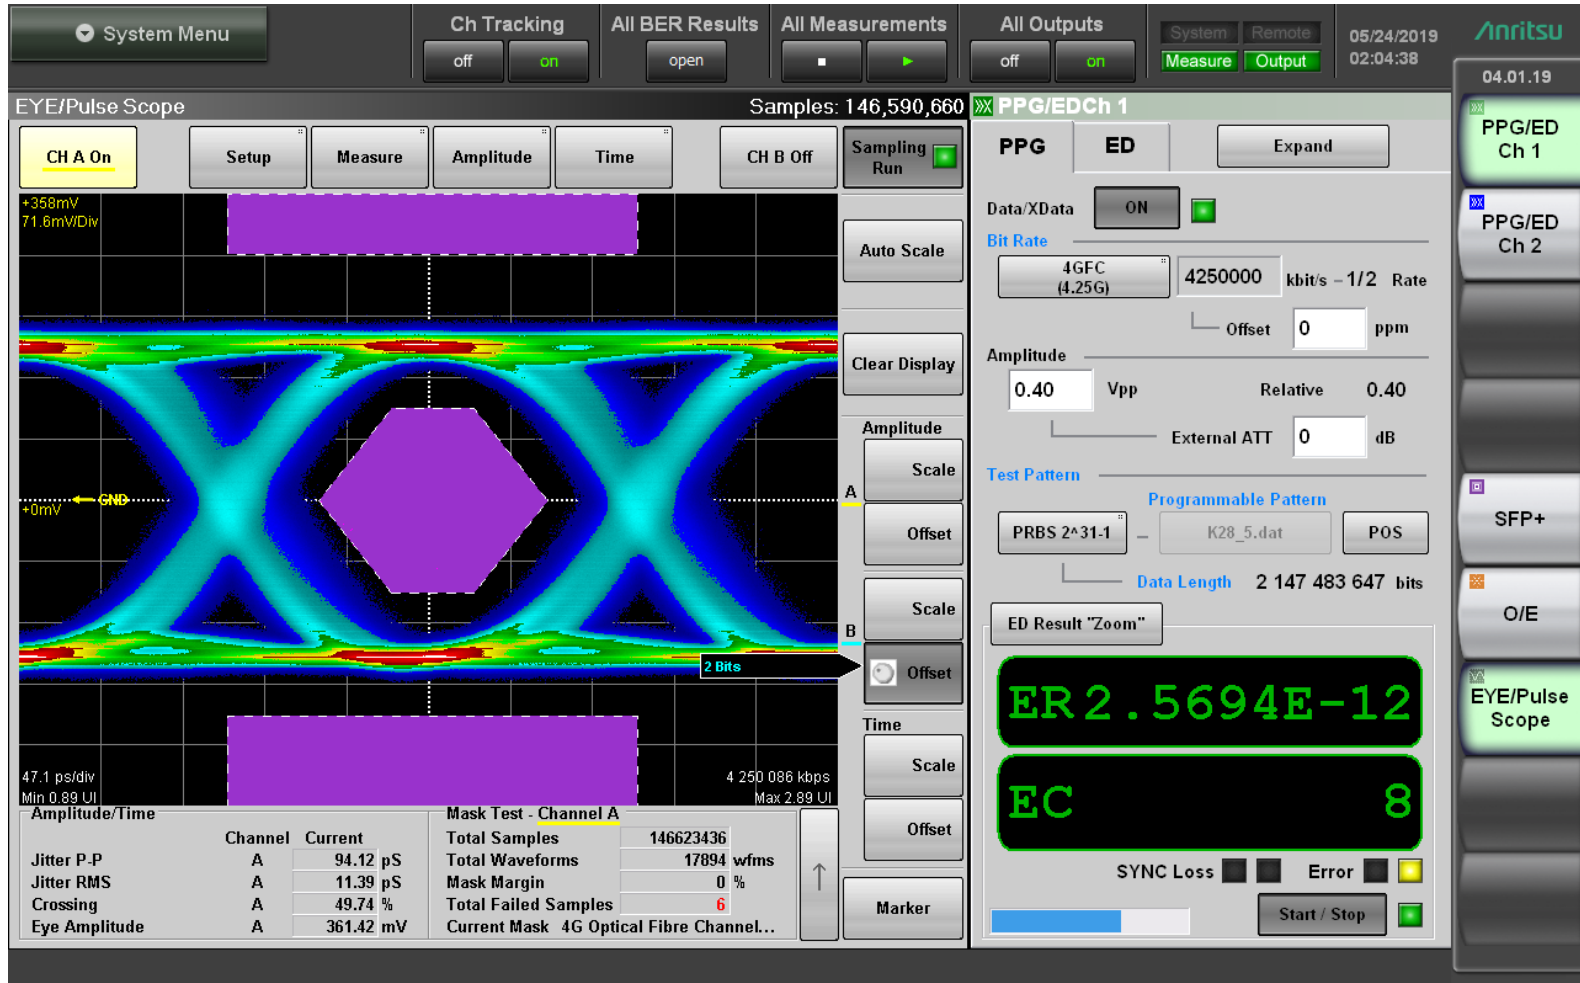 System Menu
Ch Tracking
off on
All BER Results
open
All Measurements
All Outputs
off on
System Remote
Measure Output
05/24/2019
02:04:38
Anritsu
04.01.19
EYE/Pulse Scope
Samples: 146,590,660
CH A On
Setup
Measure
Amplitude
Time
CH B Off
Sampling
Run
+358mV
71.6mV/Div
GND
+0mV
47.1 ps/div
Min 0.89 UI
4 250 086 kbps
Max 2.89 UI
2 Bits
Auto Scale
Clear Display
Amplitude
Scale
A
Offset
Scale
B
Offset
Time
Scale
Offset
Marker
Amplitude/Time
Channel Current
Jitter P-P A 94.12 pS
Jitter RMS A 11.39 pS
Crossing A 49.74 %
Eye Amplitude A 361.42 mV
Mask Test - Channel A
Total Samples 146623436
Total Waveforms 17894 wfms
Mask Margin 0 %
Total Failed Samples 6
Current Mask 4G Optical Fibre Channel...
PPG/EDCh 1
PPG ED Expand
Data/XData ON
Bit Rate
4GFC
(4.25G)
4250000 kbit/s – 1/2 Rate
Offset 0 ppm
Amplitude
0.40 Vpp Relative 0.40
External ATT 0 dB
Test Pattern
Programmable Pattern
PRBS 2^31-1 – K28_5.dat POS
Data Length 2 147 483 647 bits
ED Result "Zoom"
ER 2.5694E-12
EC 8
SYNC Loss Error
Start / Stop
PPG/ED
Ch 1
PPG/ED
Ch 2
SFP+
O/E
EYE/Pulse
Scope